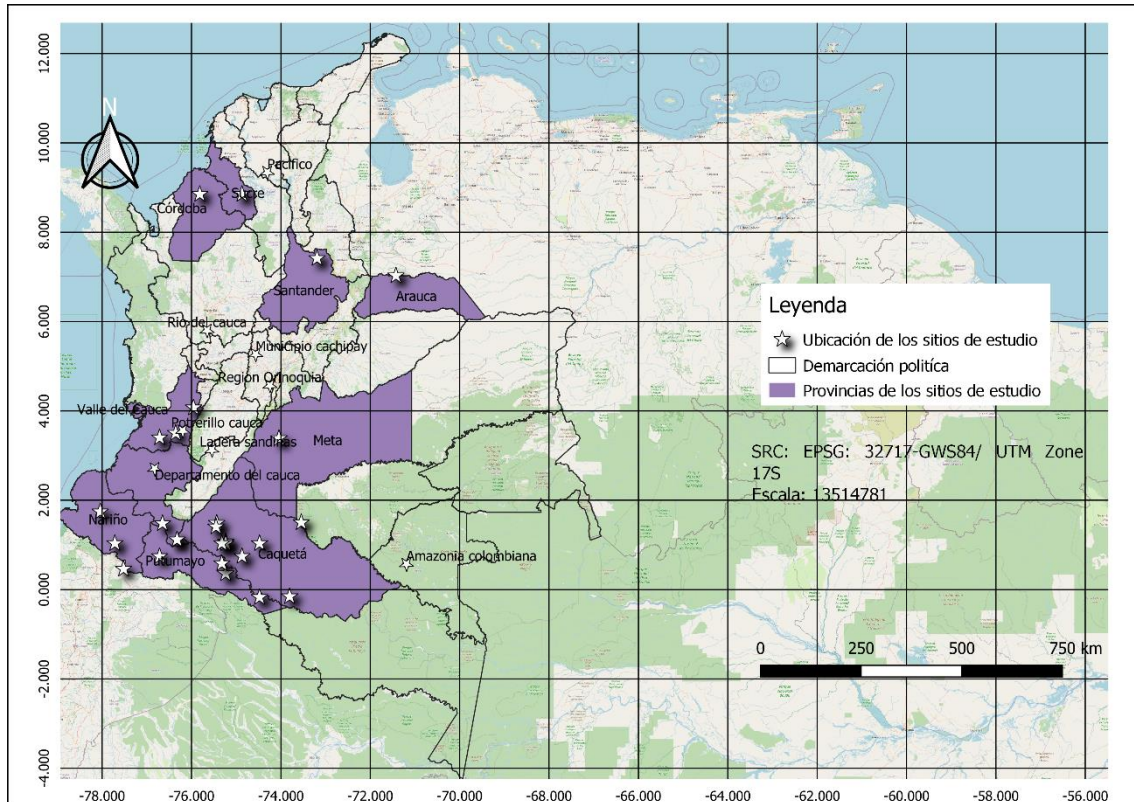 12.000
10.000
8.000
6.000
4.000
2.000
0.000
-2.000
-4.000
N
Pacífico
Sucre
Córdoba
Santander
Arauca
Río del cauca
Municipio cachipay
Region Orinoquia
Valle del Cauca
Potrerillo cauca
Ladera sandinas
Meta
Departamento del cauca
Nariño
Putumayo
Caquetá
Amazonia colombiana
Leyenda
Ubicación de los sitios de estudio
Demarcación politíca
Provincias de los sitios de estudio
SRC: EPSG: 32717-GWS84/ UTM Zone
17S
Escala: 13514781
0 250 500 750 km
-78.000 -76.000 -74.000 -72.000 -70.000 -68.000 -66.000 -64.000 -62.000 -60.000 -58.000 -56.000